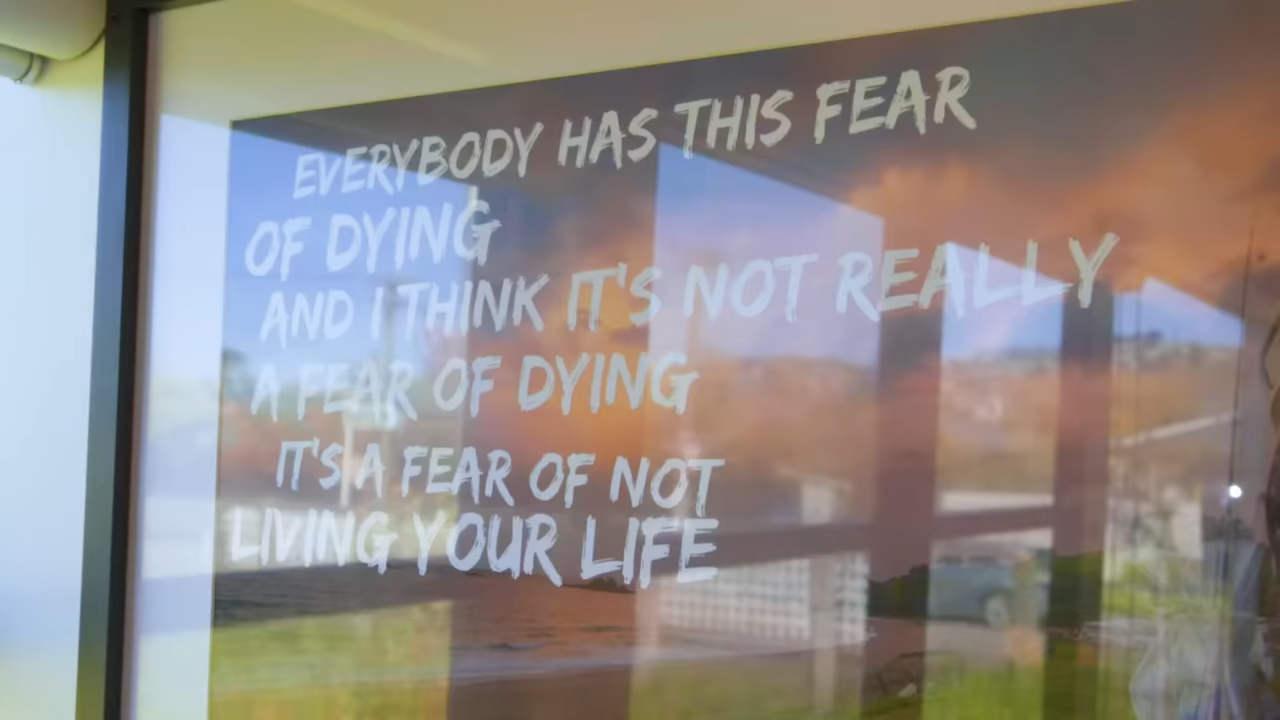 EVERYBODY HAS THIS FEAR
OF DYING
AND I THINK IT'S NOT REALLY
A FEAR OF DYING
IT'S A FEAR OF NOT
LIVING YOUR LIFE